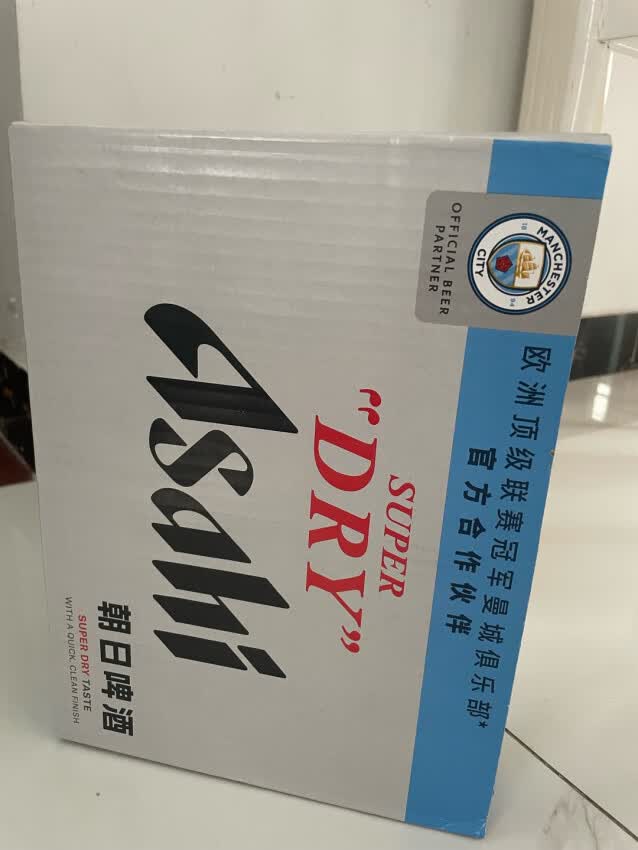 MANCHESTER
18 94
CITY
OFFICIAL BEER
PARTNER
欧洲顶级联赛冠军曼城俱乐部*
官方合作伙伴
SUPER
“DRY”
Asahi
朝日啤酒
SUPER DRY TASTE
WITH A QUICK, CLEAN FINISH